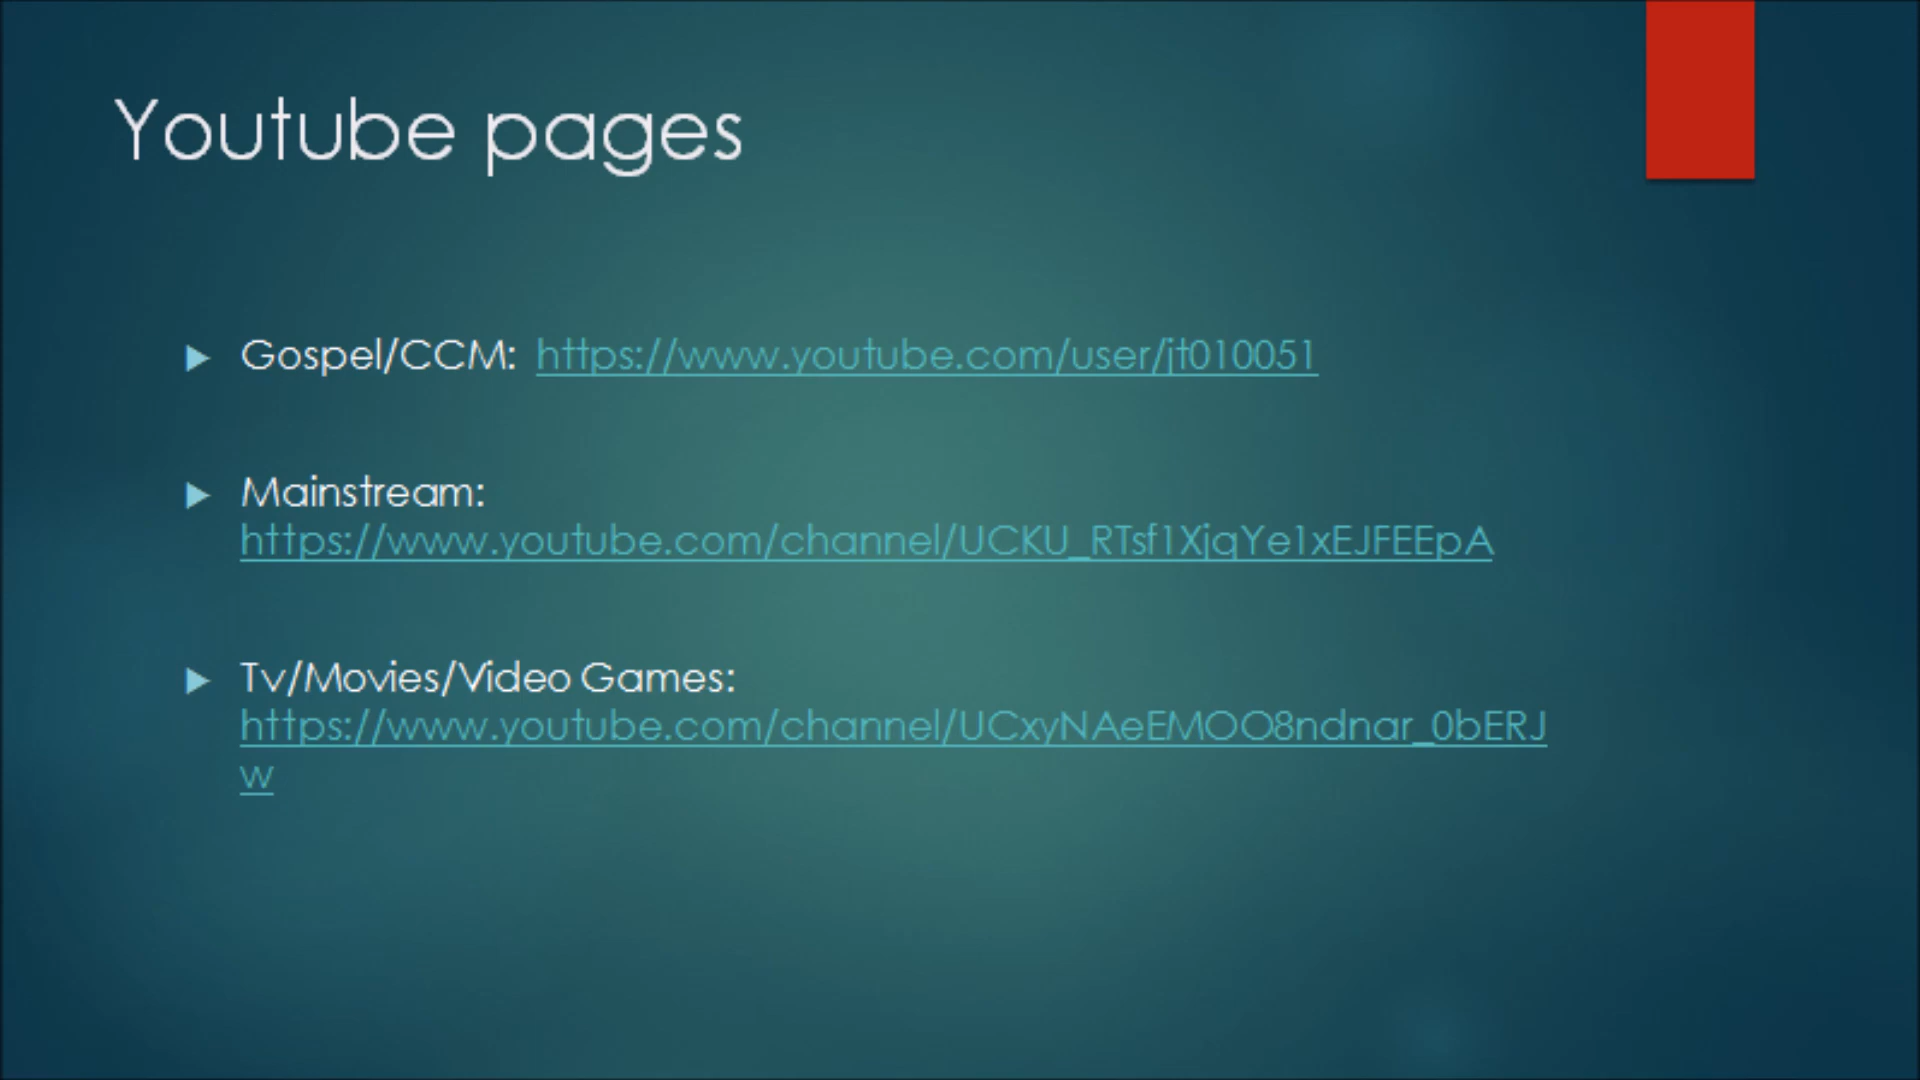 Youtube pages
Gospel/CCM: https://www.youtube.com/user/jt010051
Mainstream:
https://www.youtube.com/channel/UCKU_RTsf1XjqYe1xEJFEEpA
Tv/Movies/Video Games:
https://www.youtube.com/channel/UCxyNAeEMOO8ndnar_0bERJ
w